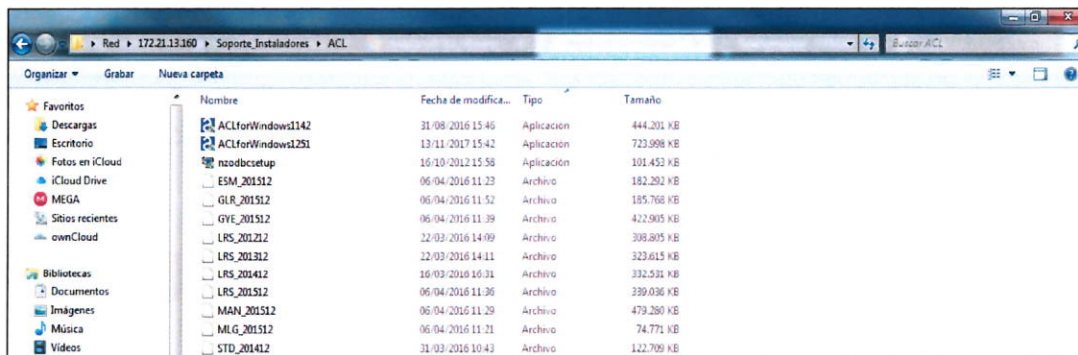 Red ▸ 172.21.13.160 ▸ Soporte_Instaladores ▸ ACL
Buscar ACL
Organizar ▾ Grabar Nueva carpeta
Nombre Fecha de modifica... Tipo Tamaño
Favoritos
Descargas
Escritorio
Fotos en iCloud
iCloud Drive
MEGA
Sitios recientes
ownCloud
Bibliotecas
Documentos
Imágenes
Música
Vídeos
ACLforWindows1142 31/08/2016 15:46 Aplicación 444.201 KB
ACLforWindows1251 13/11/2017 15:42 Aplicación 723.998 KB
nzodbcsetup 16/10/2012 15:58 Aplicación 101.453 KB
ESM_201512 06/04/2016 11:23 Archivo 182.292 KB
GLR_201512 06/04/2016 11:52 Archivo 185.768 KB
GYE_201512 06/04/2016 11:39 Archivo 422.905 KB
LRS_201212 22/03/2016 14:09 Archivo 308.805 KB
LRS_201312 22/03/2016 14:11 Archivo 323.615 KB
LRS_201412 16/03/2016 16:31 Archivo 332.531 KB
LRS_201512 06/04/2016 11:36 Archivo 339.036 KB
MAN_201512 06/04/2016 11:29 Archivo 479.280 KB
MLG_201512 06/04/2016 11:21 Archivo 74.771 KB
STD_201412 31/03/2016 10:43 Archivo 122.709 KB